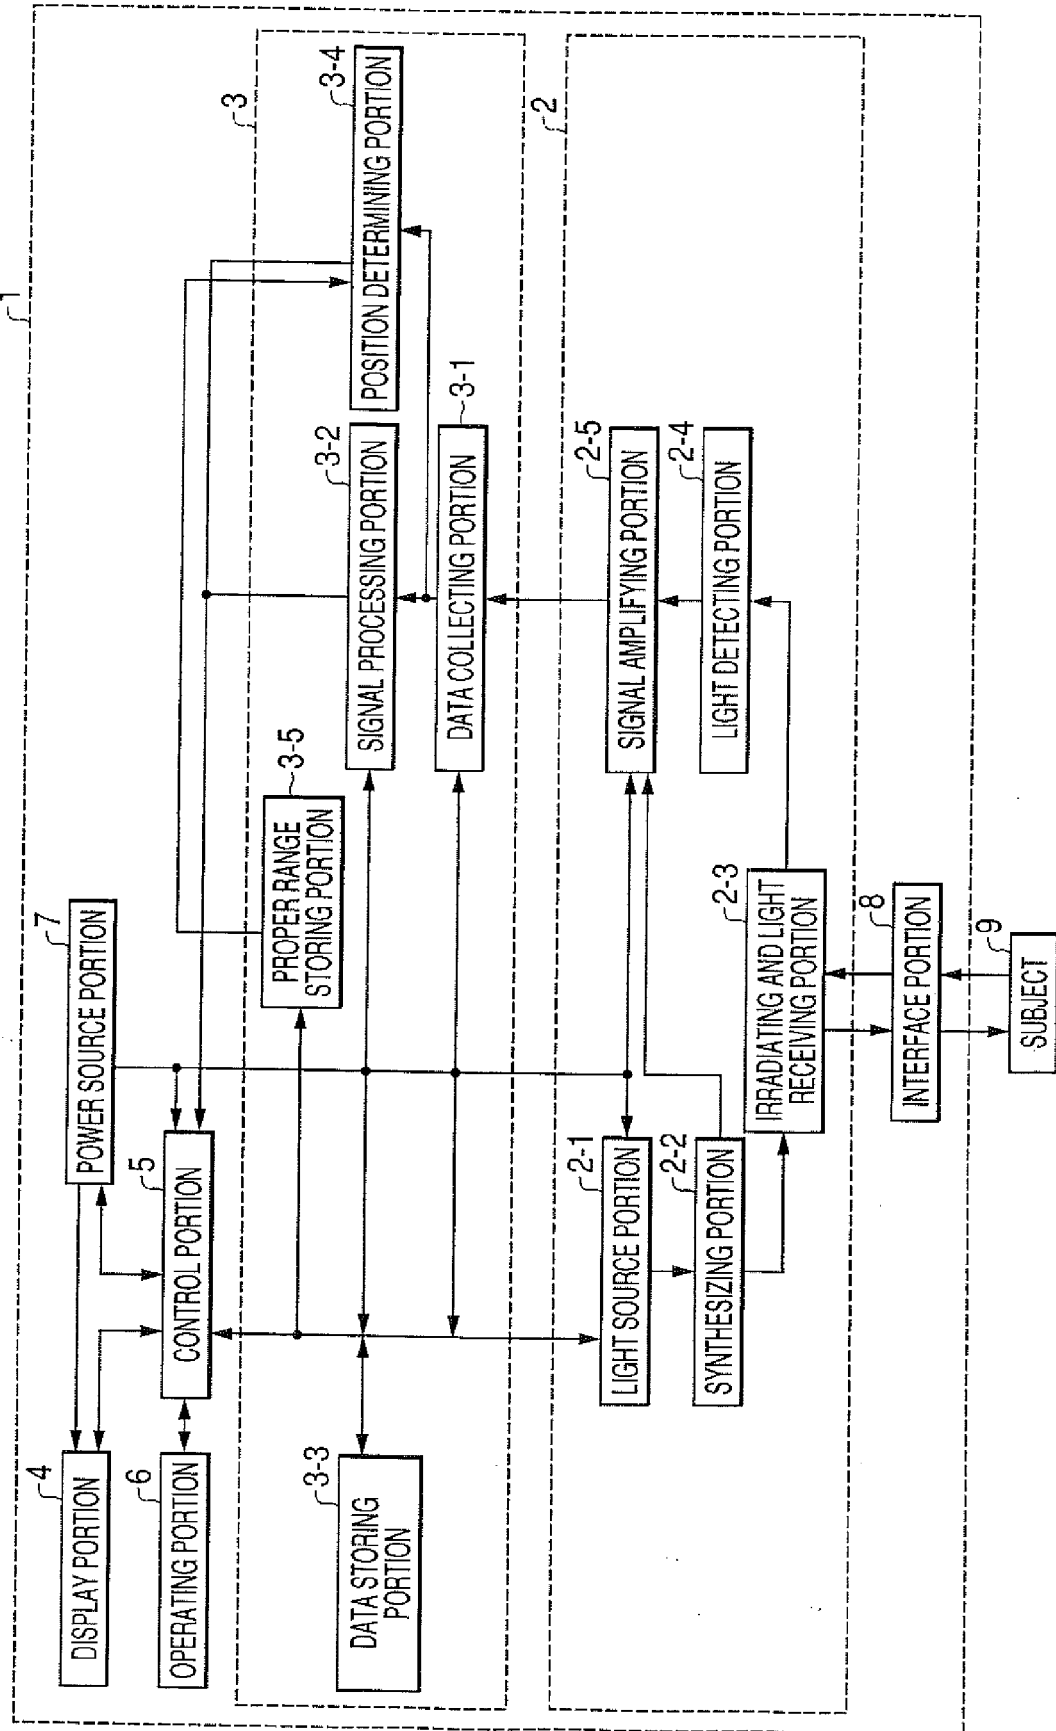 1
DISPLAY PORTION
4
POWER SOURCE PORTION
7
OPERATING PORTION
6
CONTROL PORTION
5
3
DATA STORING
PORTION
3-3
PROPER RANGE
STORING PORTION
3-5
SIGNAL PROCESSING PORTION
3-2
POSITION DETERMINING PORTION
3-4
DATA COLLECTING PORTION
3-1
2
LIGHT SOURCE PORTION
2-1
SIGNAL AMPLIFYING PORTION
2-5
SYNTHESIZING PORTION
2-2
LIGHT DETECTING PORTION
2-4
IRRADIATING AND LIGHT
RECEIVING PORTION
2-3
INTERFACE PORTION
8
SUBJECT
9